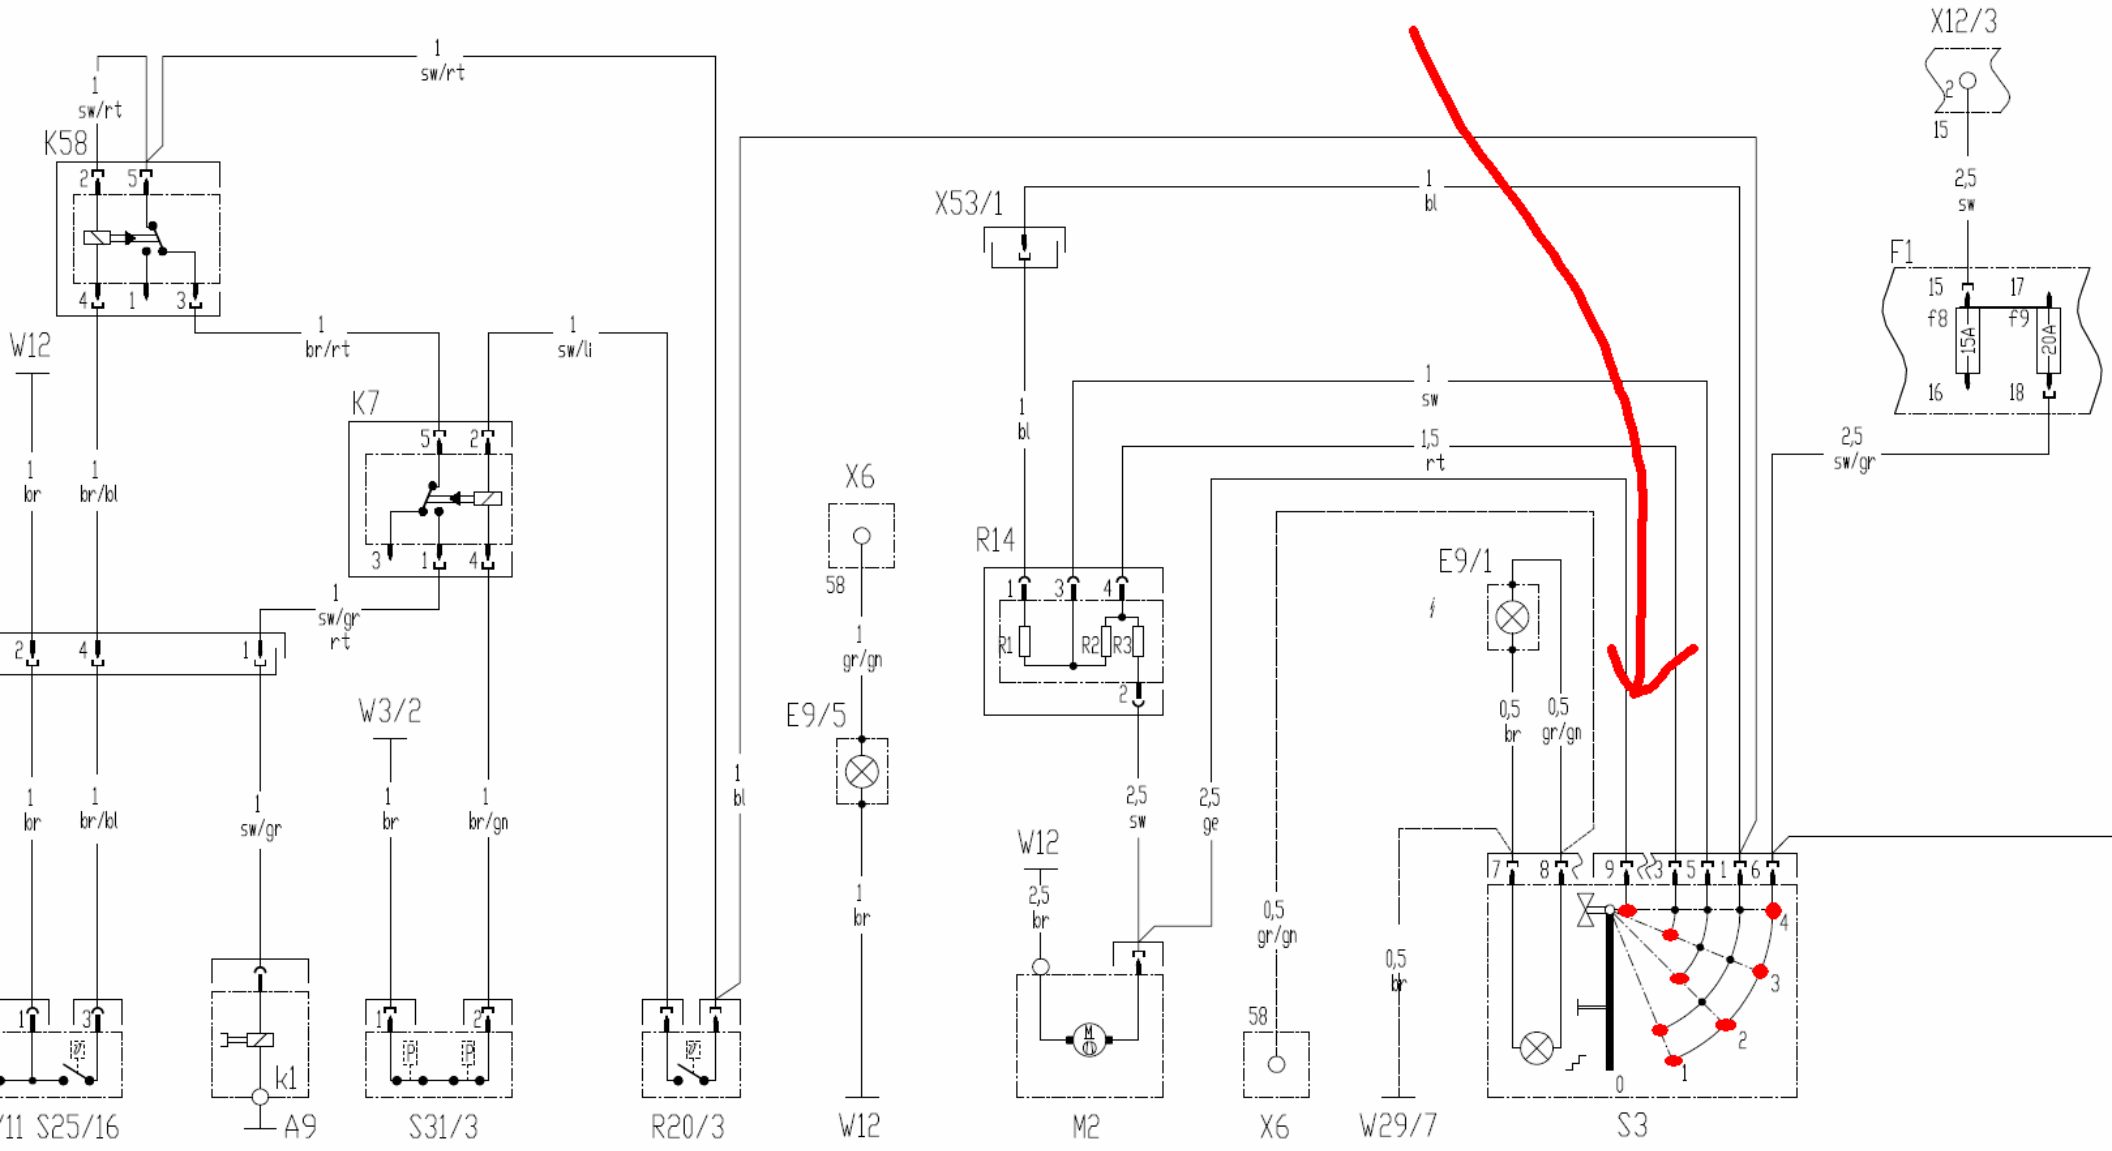 X12/3
2
15
2,5
sw
1
sw/rt
1
sw/rt
K58
2
5
4
1
3
X53/1
1
bl
F1
15
17
f8
f9
15A
20A
16
18
W12
1
br/rt
1
sw/li
K7
5
2
3
1
4
1
bl
1
sw
1,5
rt
2,5
sw/gr
1
br
1
br/bl
X6
58
1
gr/gn
R14
1
3
4
R1
R2
R3
2
E9/1
1
sw/gr
rt
2
4
1
W3/2
E9/5
0,5
br
0,5
gr/gn
1
br
1
br/bl
1
sw/gr
1
br
1
br/gn
1
bl
2,5
sw
2,5
ge
W12
2,5
br
1
br
0,5
gr/gn
0,5
br
7
8
9
3
5
1
6
4
3
2
1
0
1
3
k1
1
P
P
2
M
58
/11
S25/16
A9
S31/3
R20/3
W12
M2
X6
W29/7
S3